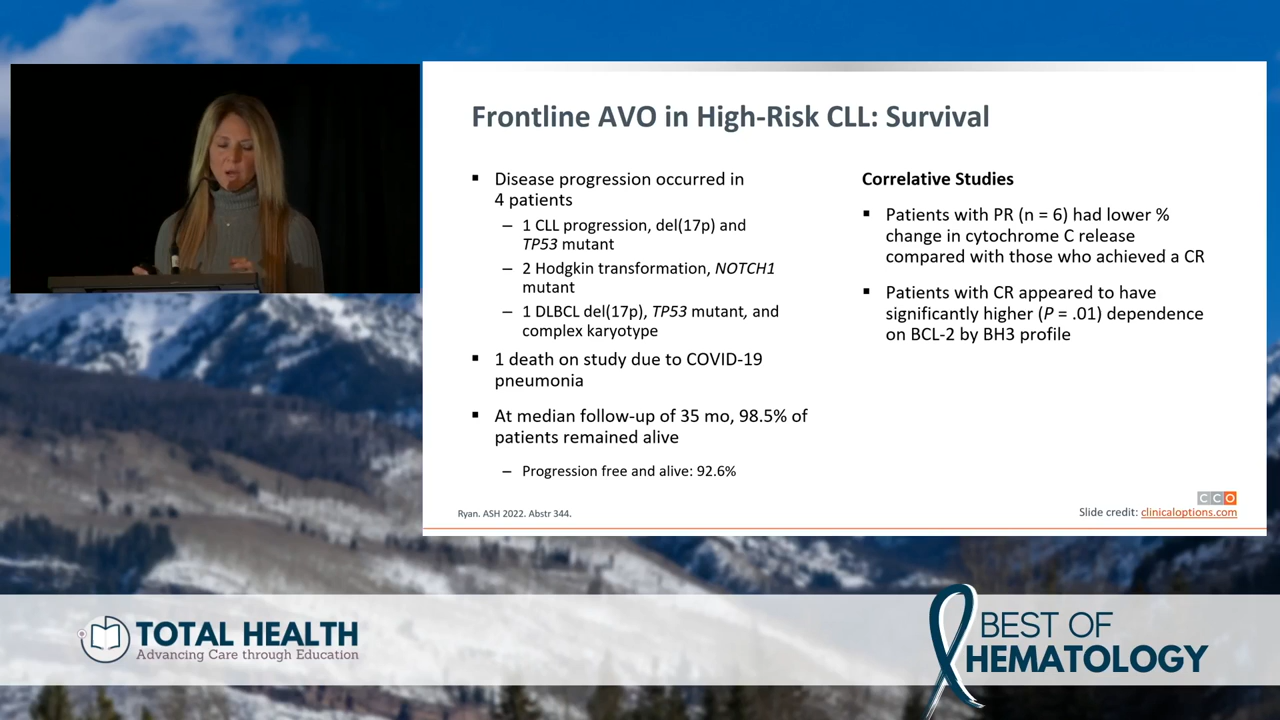 Frontline AVO in High-Risk CLL: Survival
▪ Disease progression occurred in
4 patients
– 1 CLL progression, del(17p) and
TP53 mutant
– 2 Hodgkin transformation, NOTCH1
mutant
– 1 DLBCL del(17p), TP53 mutant, and
complex karyotype
▪ 1 death on study due to COVID-19
pneumonia
▪ At median follow-up of 35 mo, 98.5% of
patients remained alive
– Progression free and alive: 92.6%
Correlative Studies
▪ Patients with PR (n = 6) had lower %
change in cytochrome C release
compared with those who achieved a CR
▪ Patients with CR appeared to have
significantly higher (P = .01) dependence
on BCL-2 by BH3 profile
Ryan. ASH 2022. Abstr 344.
CCO
Slide credit: clinicaloptions.com
TOTAL HEALTH
Advancing Care through Education
BEST OF
HEMATOLOGY